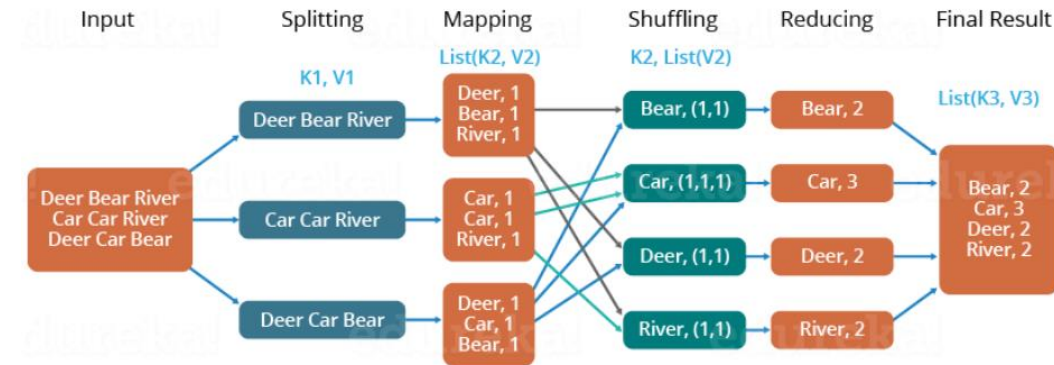 Input
Splitting
Mapping
Shuffling
Reducing
Final Result
K1, V1
List(K2, V2)
K2, List(V2)
List(K3, V3)
Deer Bear River
Car Car River
Deer Car Bear
Deer Bear River
Car Car River
Deer Car Bear
Deer, 1
Bear, 1
River, 1
Car, 1
Car, 1
River, 1
Deer, 1
Car, 1
Bear, 1
Bear, (1,1)
Car, (1,1,1)
Deer, (1,1)
River, (1,1)
Bear, 2
Car, 3
Deer, 2
River, 2
Bear, 2
Car, 3
Deer, 2
River, 2